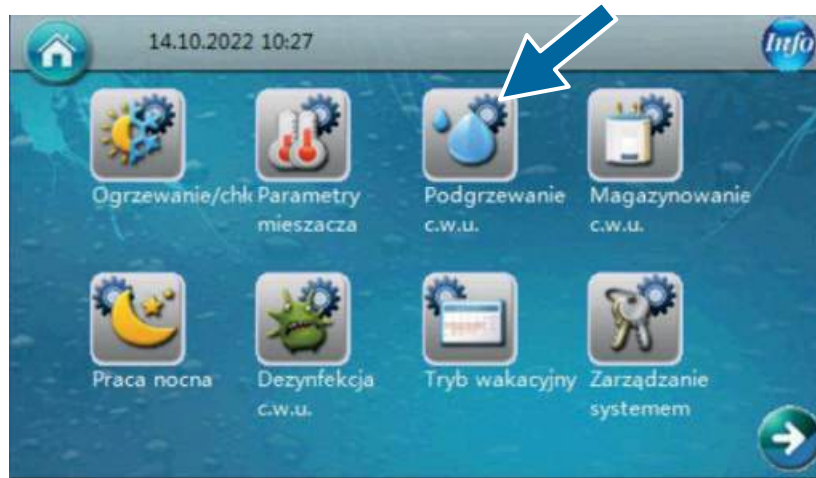 14.10.2022 10:27
Info
Ogrzewanie/chł
Parametry
mieszacza
Podgrzewanie
c.w.u.
Magazynowanie
c.w.u.
Praca nocna
Dezynfekcja
c.w.u.
Tryb wakacyjny
Zarządzanie
systemem